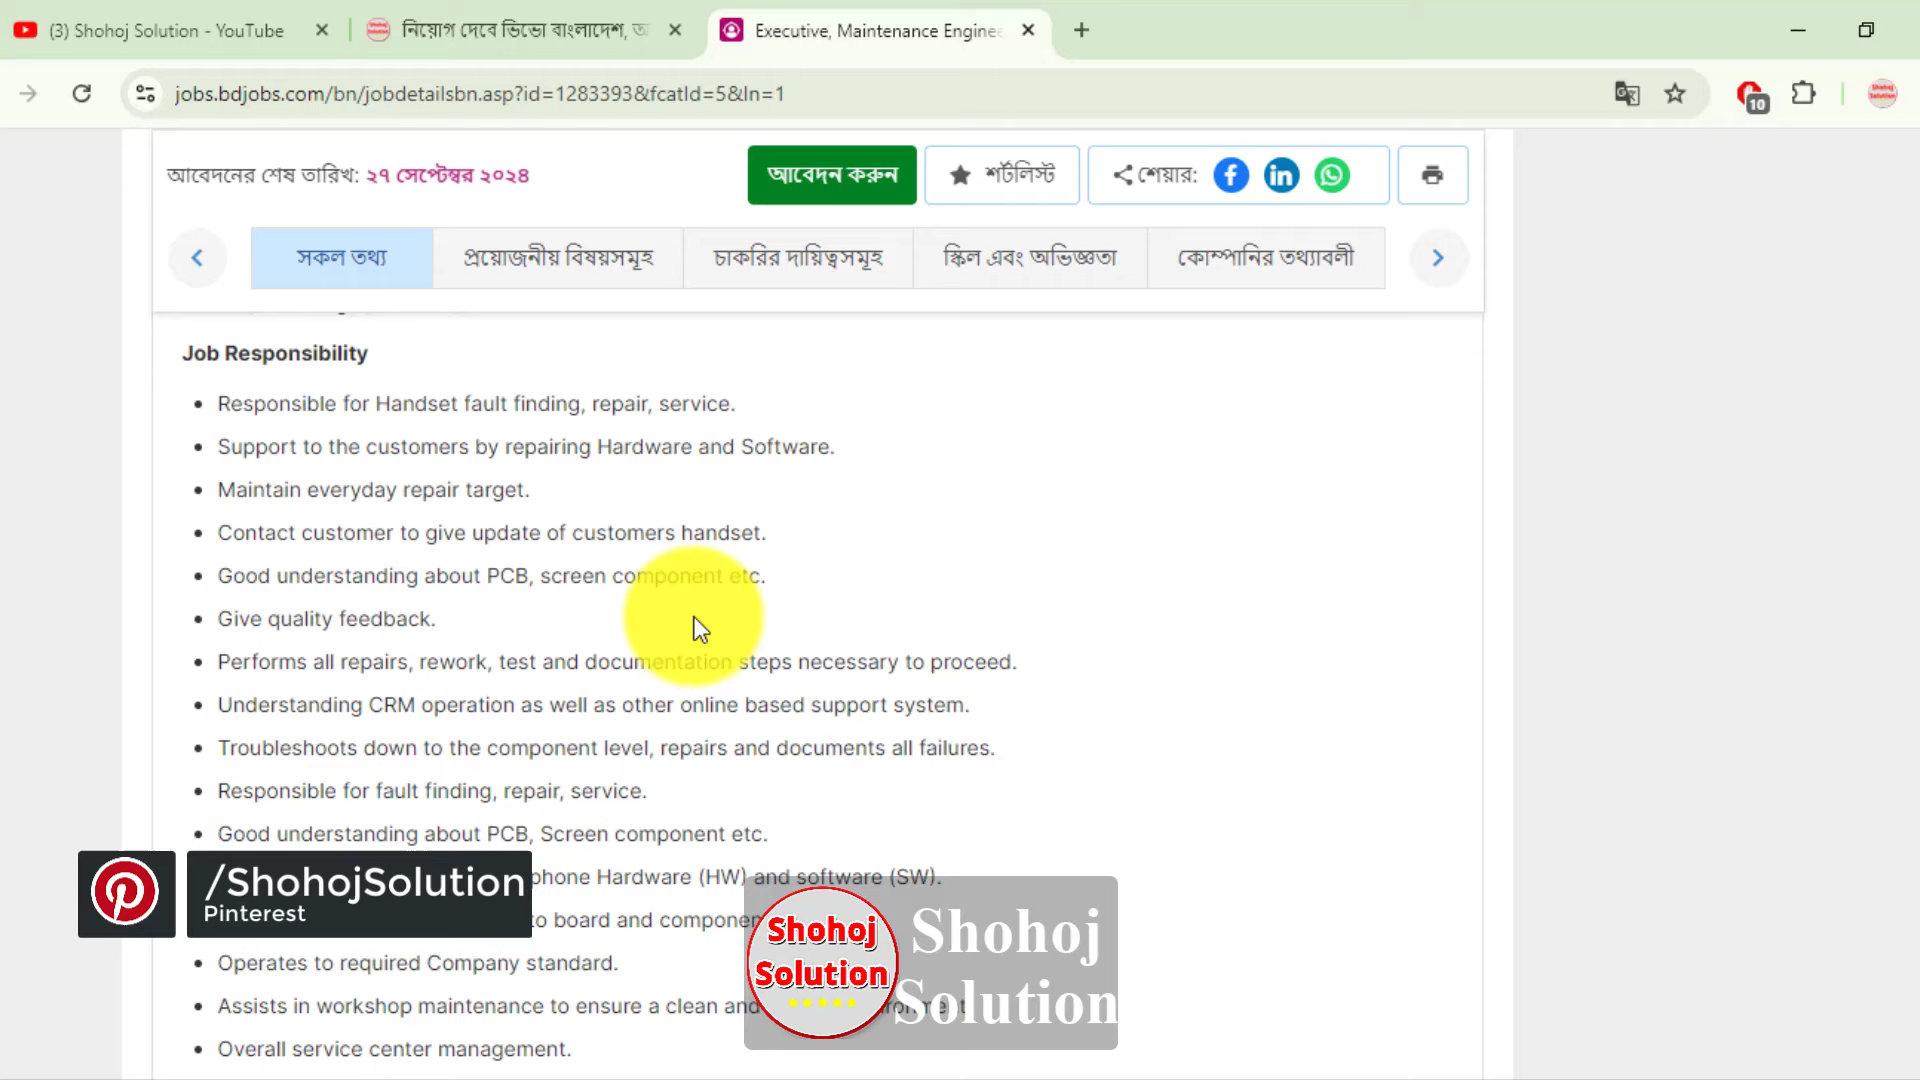 (3) Shohoj Solution - YouTube
নিয়োগ দেবে ভিভো বাংলাদেশ, অ
Executive, Maintenance Enginee
jobs.bdjobs.com/bn/jobdetailsbn.asp?id=1283393&fcatId=5&ln=1
10
আবেদনের শেষ তারিখ: ২৭ সেপ্টেম্বর ২০২৪
আবেদন করুন
শর্টলিস্ট
শেয়ার:
সকল তথ্য
প্রয়োজনীয় বিষয়সমূহ
চাকরির দায়িত্বসমূহ
স্কিল এবং অভিজ্ঞতা
কোম্পানির তথ্যাবলী
Job Responsibility
Responsible for Handset fault finding, repair, service.
Support to the customers by repairing Hardware and Software.
Maintain everyday repair target.
Contact customer to give update of customers handset.
Good understanding about PCB, screen component etc.
Give quality feedback.
Performs all repairs, rework, test and documentation steps necessary to proceed.
Understanding CRM operation as well as other online based support system.
Troubleshoots down to the component level, repairs and documents all failures.
Responsible for fault finding, repair, service.
Good understanding about PCB, Screen component etc.
phone Hardware (HW) and software (SW).
to board and componen
Operates to required Company standard.
Assists in workshop maintenance to ensure a clean and
Overall service center management.
/ShohojSolution
Pinterest
Shohoj
Solution
Shohoj
Solution